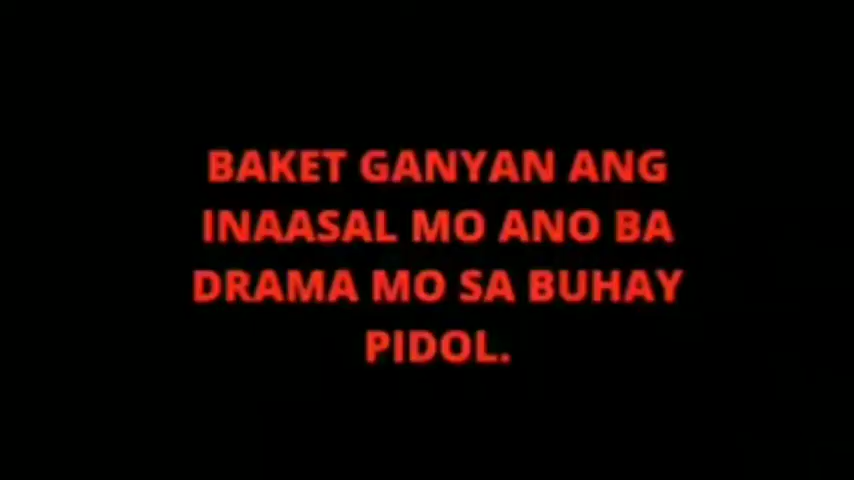 BAKET GANYAN ANG
INAASAL MO ANO BA
DRAMA MO SA BUHAY
PIDOL.